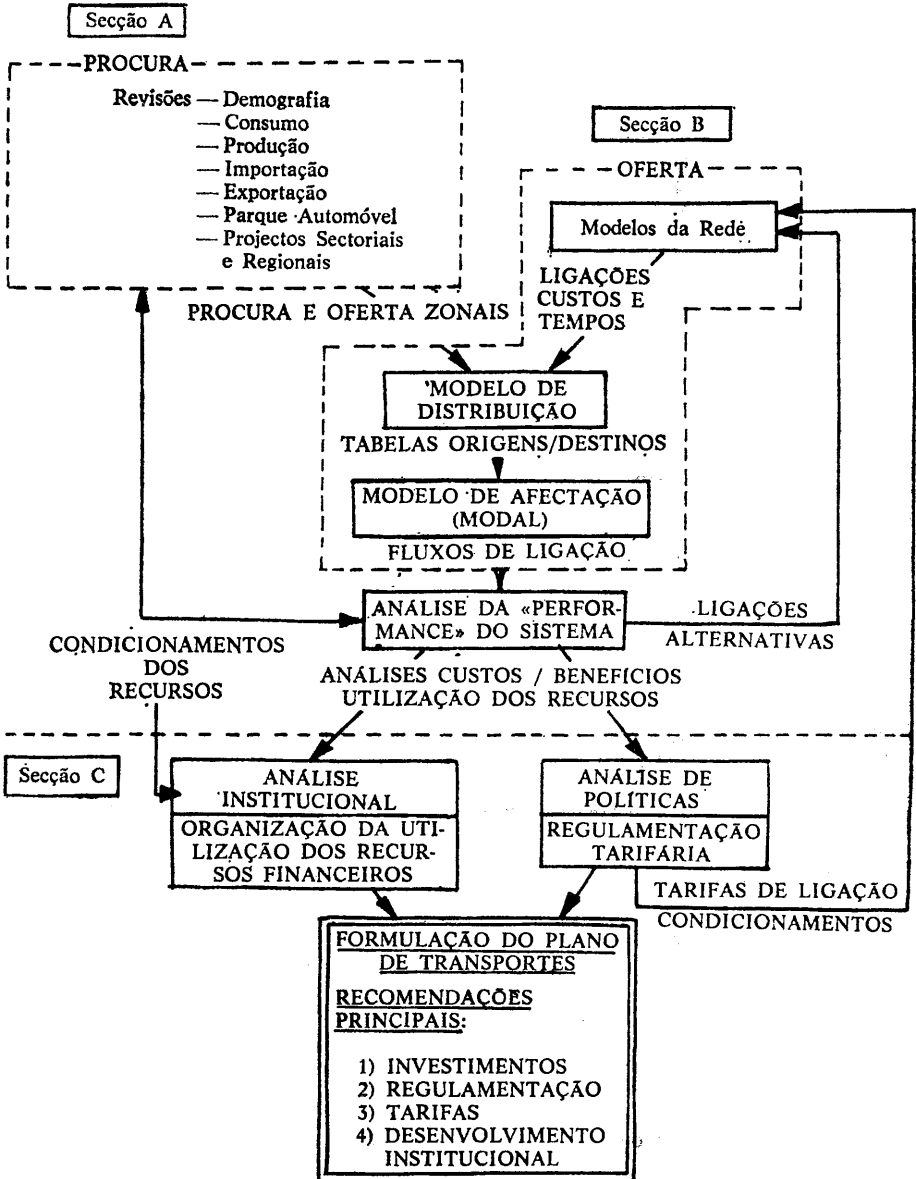 Secção A
PROCURA
Revisões — Demografia
— Consumo
— Produção
— Importação
— Exportação
— Parque Automóvel
— Projectos Sectoriais
e Regionais
Secção B
OFERTA
Modelos da Rede
LIGAÇÕES
CUSTOS E
TEMPOS
PROCURA E OFERTA ZONAIS
MODELO DE
DISTRIBUIÇÃO
TABELAS ORIGENS/DESTINOS
MODELO DE AFECTAÇÃO
(MODAL)
FLUXOS DE LIGAÇÃO
ANÁLISE DA «PERFOR-
MANCE» DO SISTEMA
LIGAÇÕES
ALTERNATIVAS
CONDICIONAMENTOS
DOS
RECURSOS
ANÁLISES CUSTOS / BENEFÍCIOS
UTILIZAÇÃO DOS RECURSOS
Secção C
ANÁLISE
INSTITUCIONAL
ORGANIZAÇÃO DA UTI-
LIZAÇÃO DOS RECUR-
SOS FINANCEIROS
ANÁLISE DE
POLÍTICAS
REGULAMENTAÇÃO
TARIFÁRIA
TARIFAS DE LIGAÇÃO
CONDICIONAMENTOS
FORMULAÇÃO DO PLANO
DE TRANSPORTES
RECOMENDAÇÕES
PRINCIPAIS:
1) INVESTIMENTOS
2) REGULAMENTAÇÃO
3) TARIFAS
4) DESENVOLVIMENTO
INSTITUCIONAL